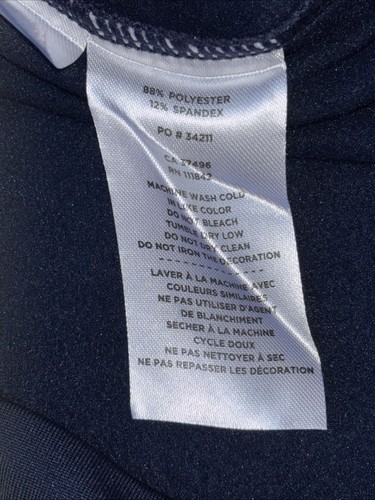 88% POLYESTER
12% SPANDEX
PO # 34211
CA 37496
RN 111842
MACHINE WASH COLD
IN LIKE COLOR
DO NOT BLEACH
TUMBLE DRY LOW
DO NOT DRY CLEAN
DO NOT IRON THE DECORATION
- - - - - - - - - - - - - - -
LAVER À LA MACHINE AVEC
COULEURS SIMILAIRES
NE PAS UTILISER D'AGENT
DE BLANCHIMENT
SECHER À LA MACHINE
CYCLE DOUX
NE PAS NETTOYER À SEC
NE PAS REPASSER LES DÉCORATION